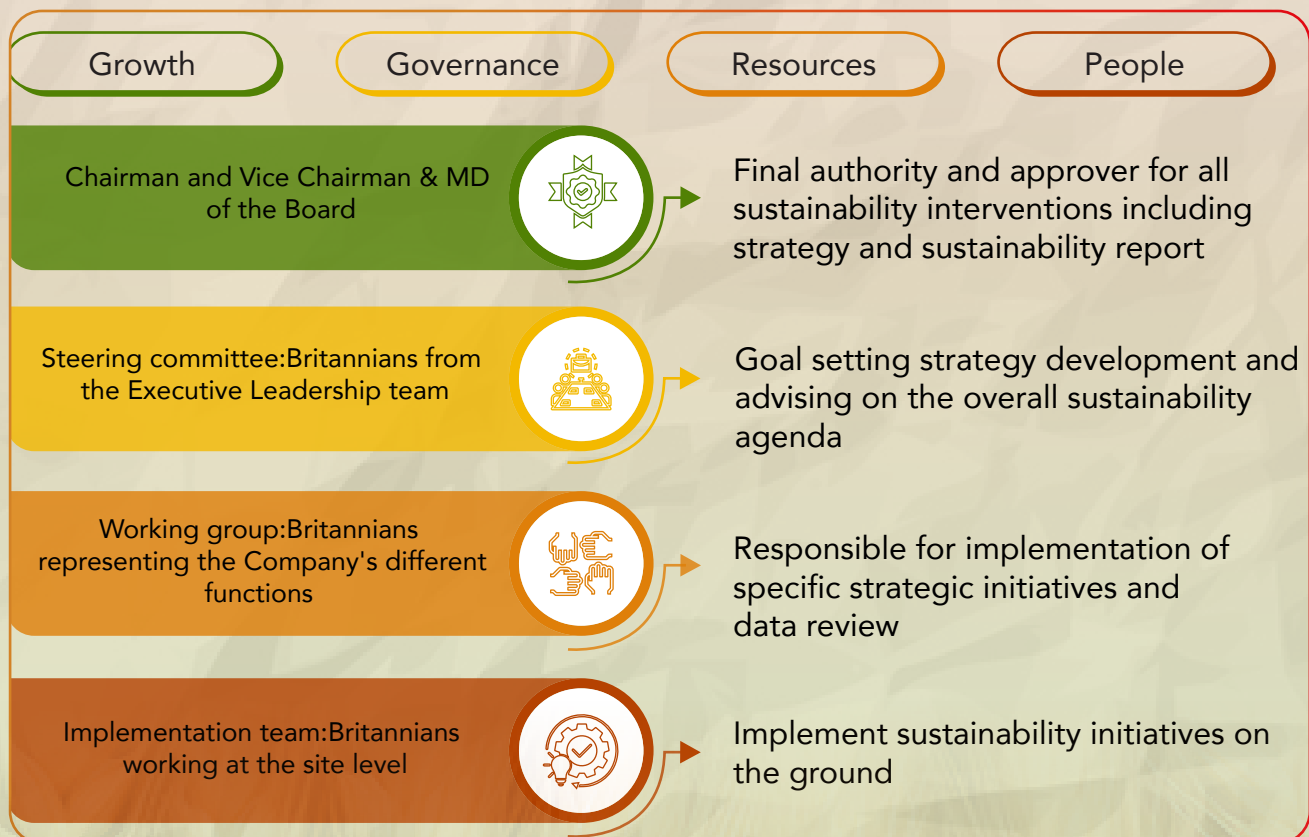 Growth
Governance
Resources
People
Chairman and Vice Chairman & MD
of the Board
Final authority and approver for all
sustainability interventions including
strategy and sustainability report
Steering committee:Britannians from
the Executive Leadership team
Goal setting strategy development and
advising on the overall sustainability
agenda
Working group:Britannians
representing the Company's different
functions
Responsible for implementation of
specific strategic initiatives and
data review
Implementation team:Britannians
working at the site level
Implement sustainability initiatives on
the ground